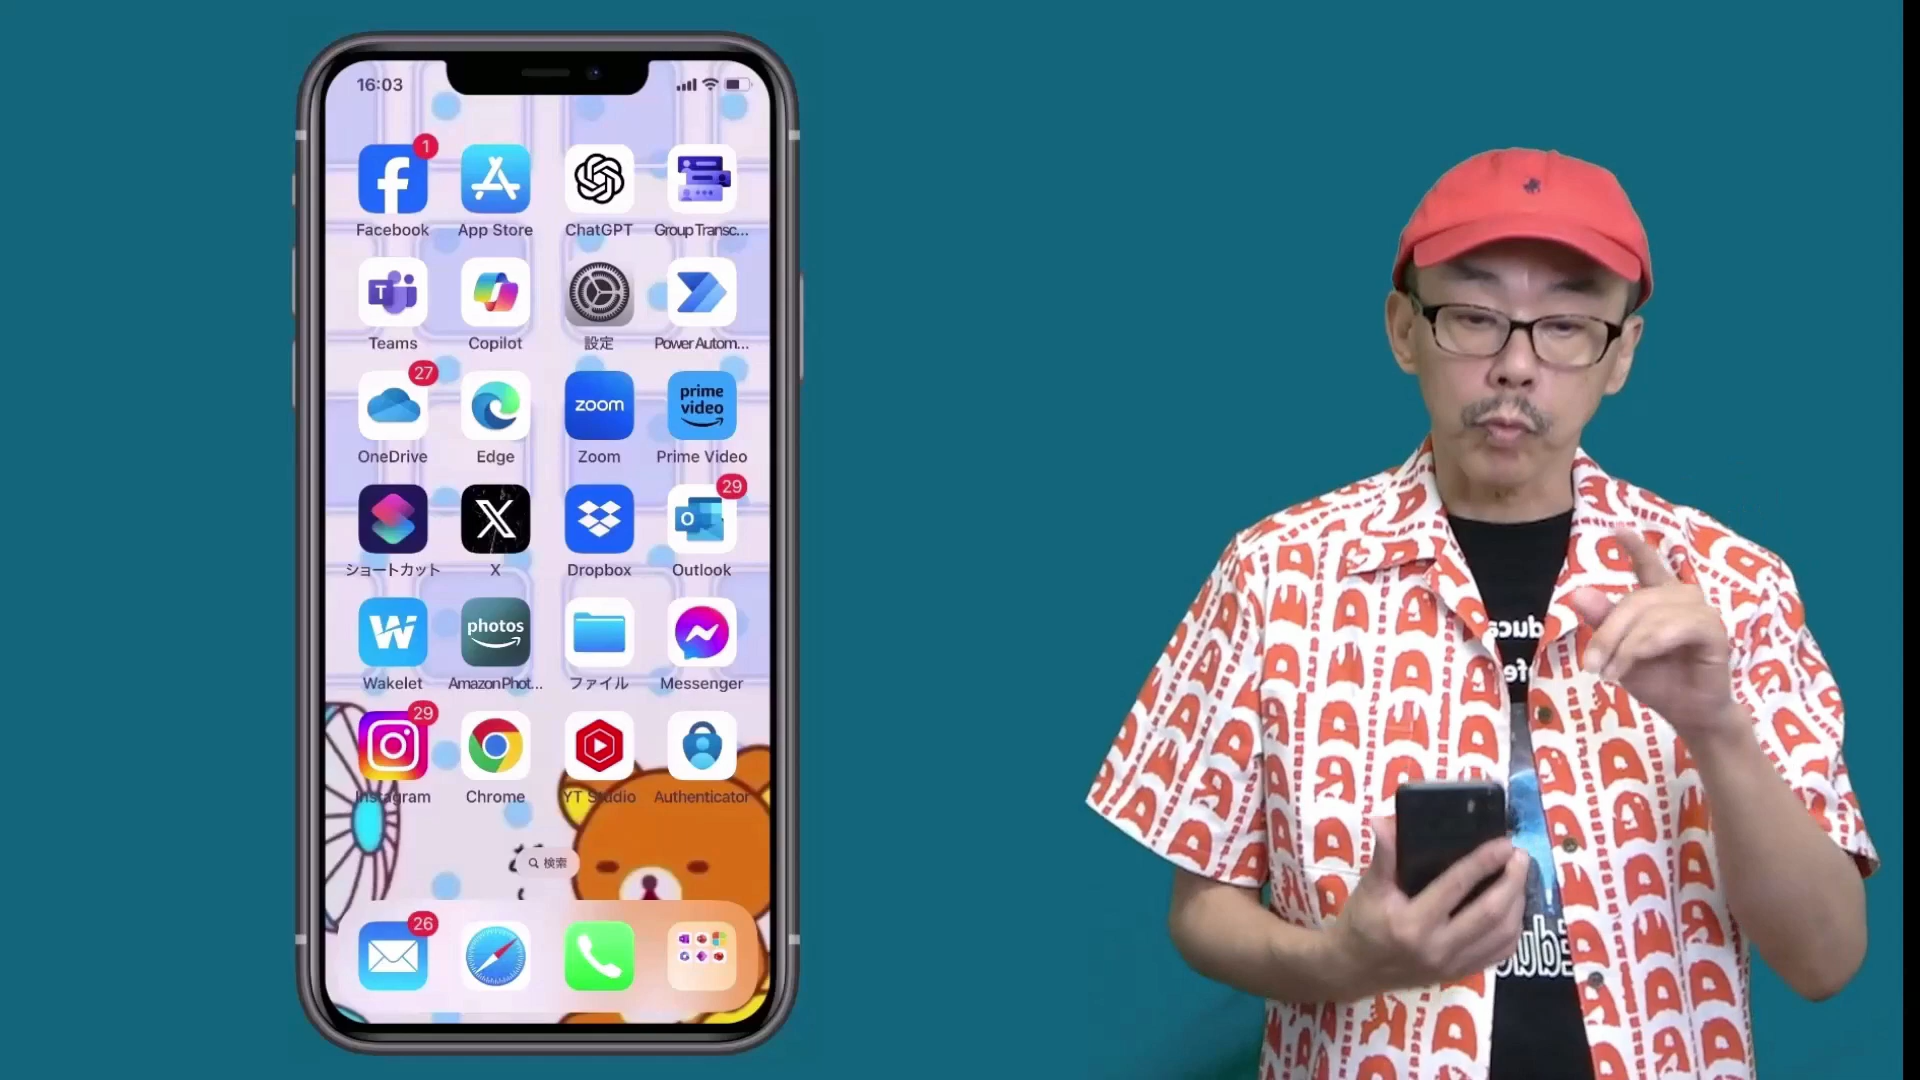 16:03
1
Facebook
App Store
ChatGPT
Group Transc...
T
Teams
Copilot
設定
Power Autom...
27
zoom
prime
video
OneDrive
Edge
Zoom
Prime Video
29
O
ショートカット
X
Dropbox
Outlook
photos
Wakelet
Amazon Phot...
ファイル
Messenger
29
Instagram
Chrome
YT Studio
Authenticator
検索
26